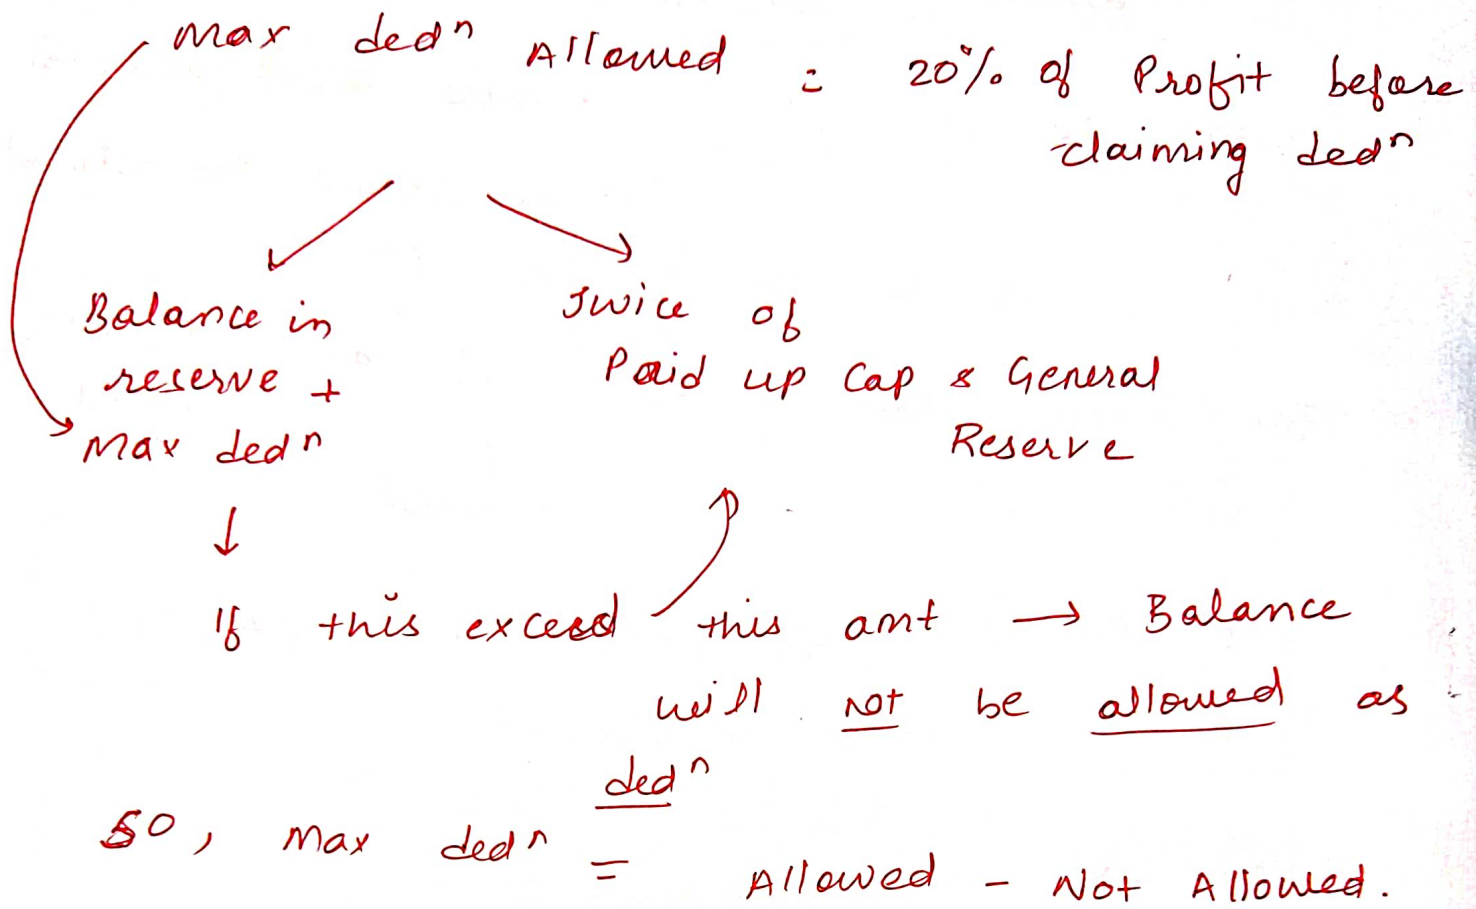 Max dedⁿ Allowed = 20% of Profit before
claiming dedⁿ
Balance in
reserve +
Max dedⁿ
Twice of
Paid up Cap & General
Reserve
If this exceed this amt → Balance
will not be allowed as
dedⁿ
So, Max dedⁿ = Allowed - Not Allowed.